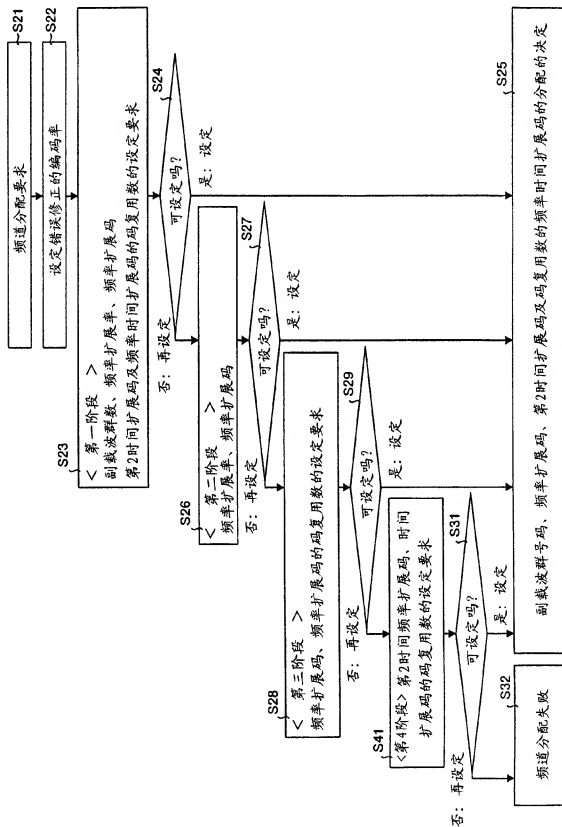 S21
频道分配要求
S22
设定错误修正的编码率
S23
< 第一阶段 >
副载波群数、频率扩展率、频率扩展码
第2时间扩展码及频率时间扩展码的码复用数的设定要求
S24
可设定吗?
否: 再设定
是: 设定
S26
< 第二阶段 >
频率扩展率、频率扩展码
S27
可设定吗?
否: 再设定
是: 设定
S28
< 第三阶段 >
频率扩展码、频率扩展码的码复用数的设定要求
S29
可设定吗?
否: 再设定
是: 设定
S41
<第4阶段> 第2时间频率扩展码、时间
扩展码的码复用数的设定要求
S31
可设定吗?
否: 再设定
是: 设定
S25
副载波群号码、频率扩展码、第2时间扩展码及码复用数的频率时间扩展码的分配的决定
S32
频道分配失败